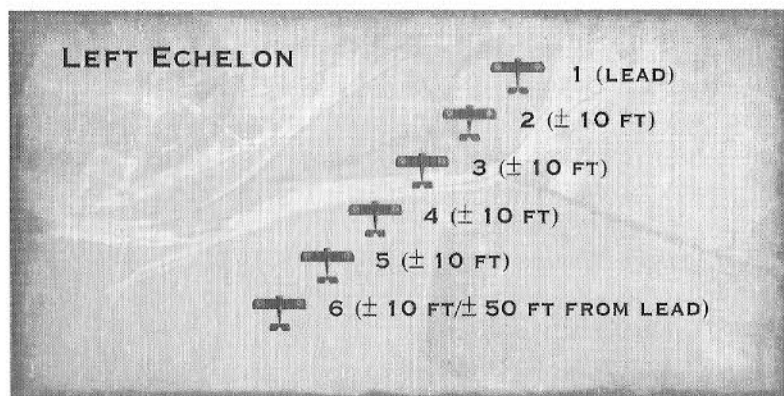 LEFT ECHELON
1 (LEAD)
2 (± 10 FT)
3 (± 10 FT)
4 (± 10 FT)
5 (± 10 FT)
6 (± 10 FT/± 50 FT FROM LEAD)